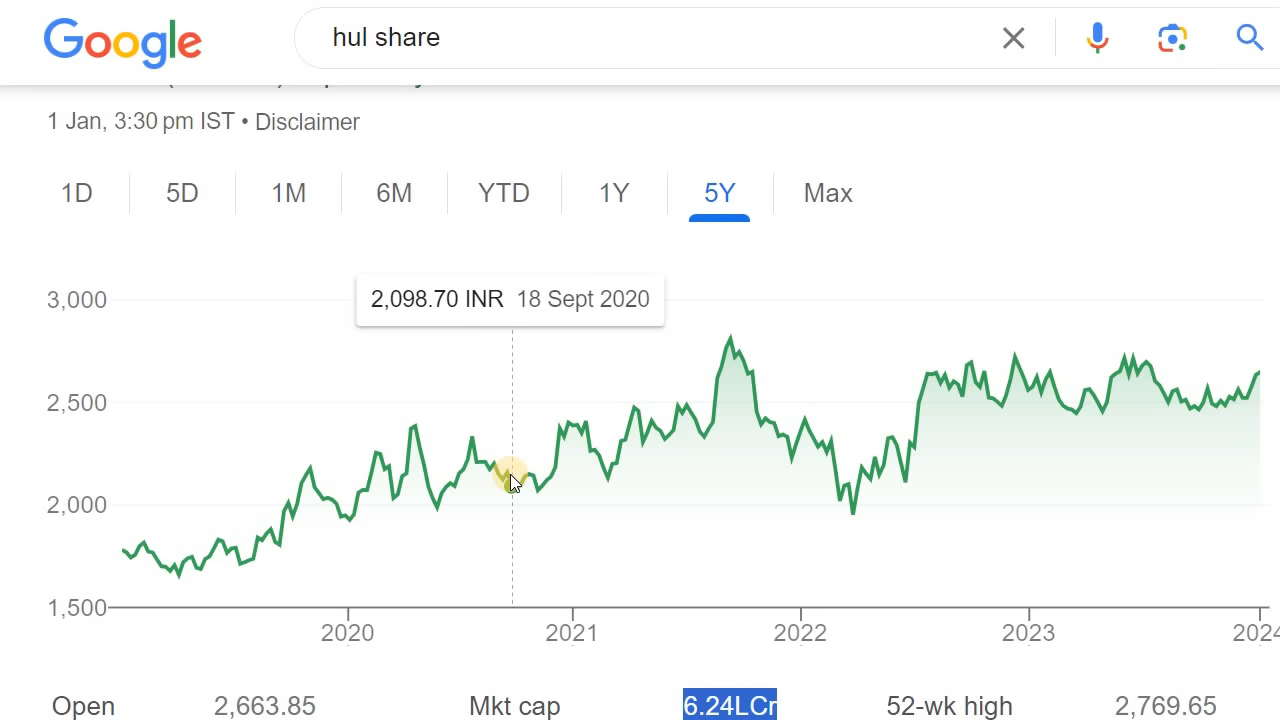 Google
hul share
1 Jan, 3:30 pm IST • Disclaimer
1D 5D 1M 6M YTD 1Y 5Y Max
2,098.70 INR 18 Sept 2020
3,000
2,500
2,000
1,500
2020 2021 2022 2023 2024
Open 2,663.85 Mkt cap 6.24LCr 52-wk high 2,769.65